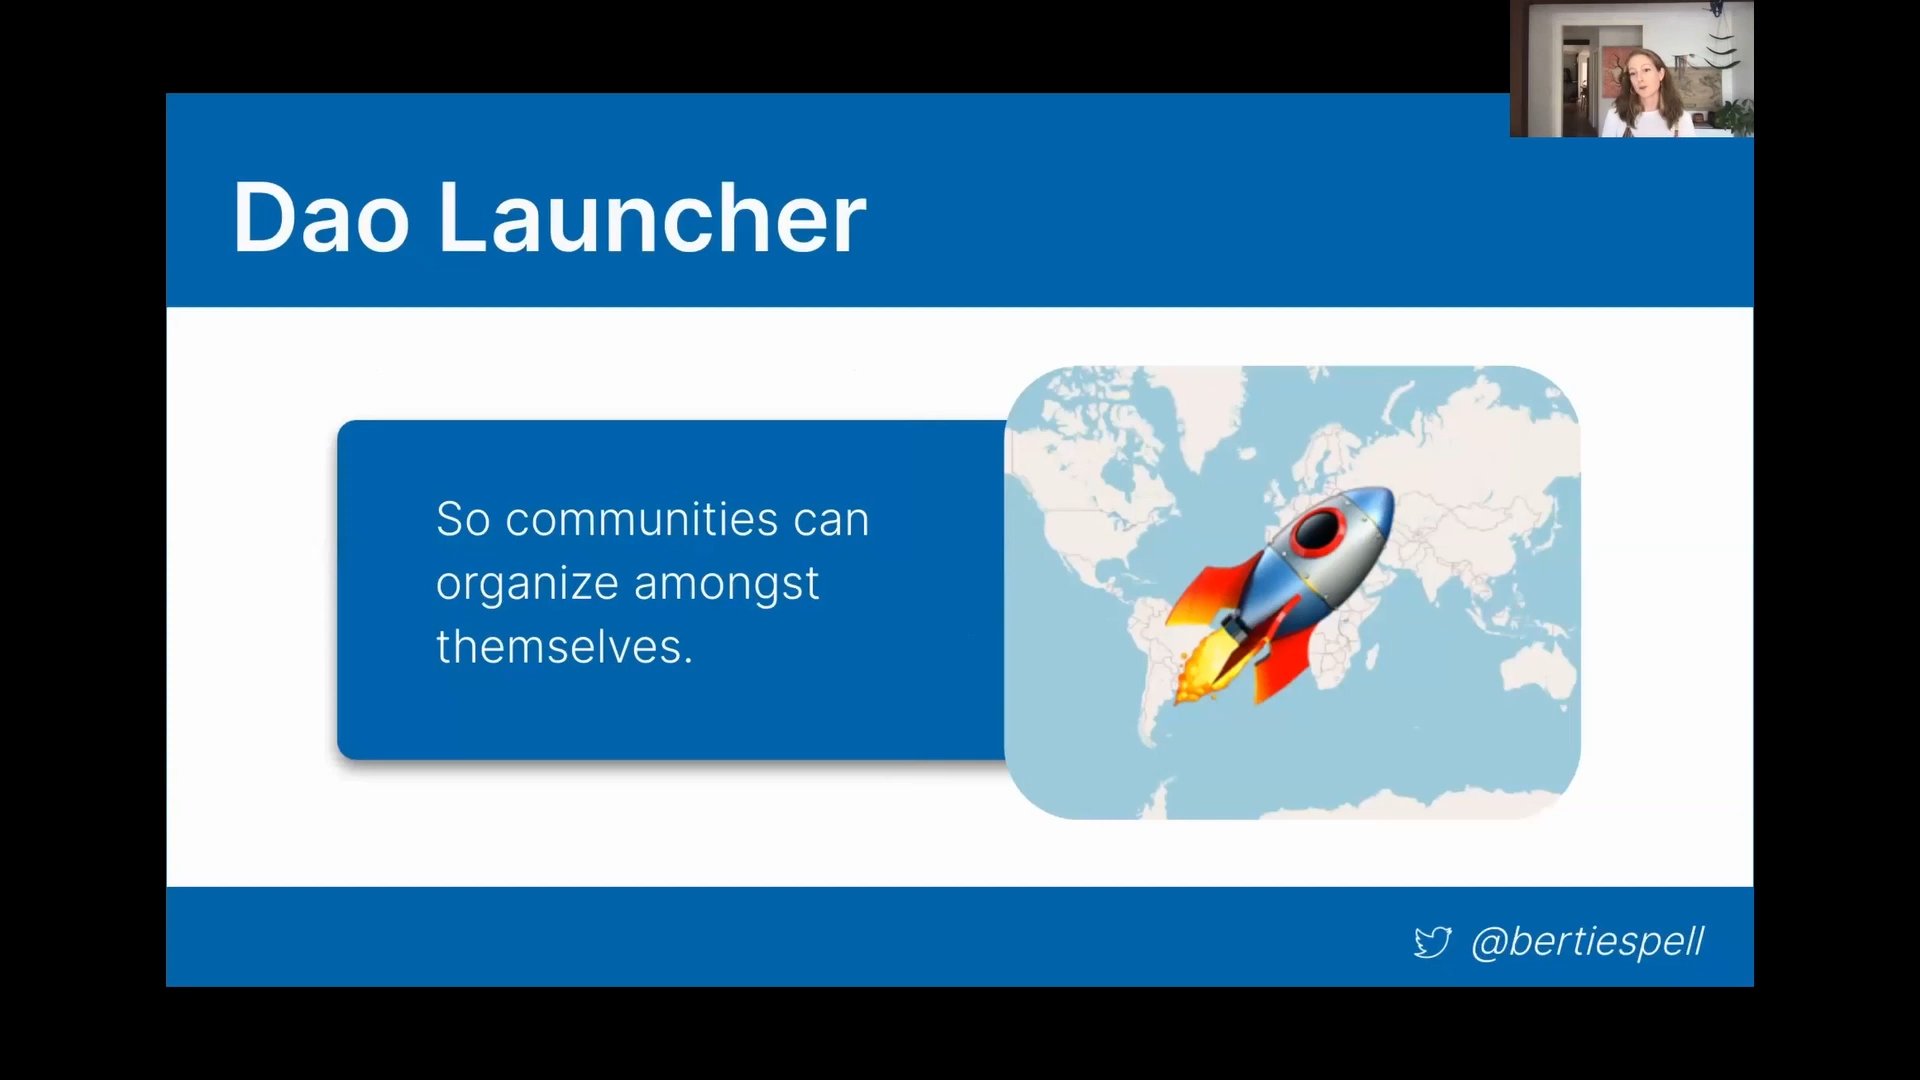 Dao Launcher
So communities can
organize amongst
themselves.
@bertiespell